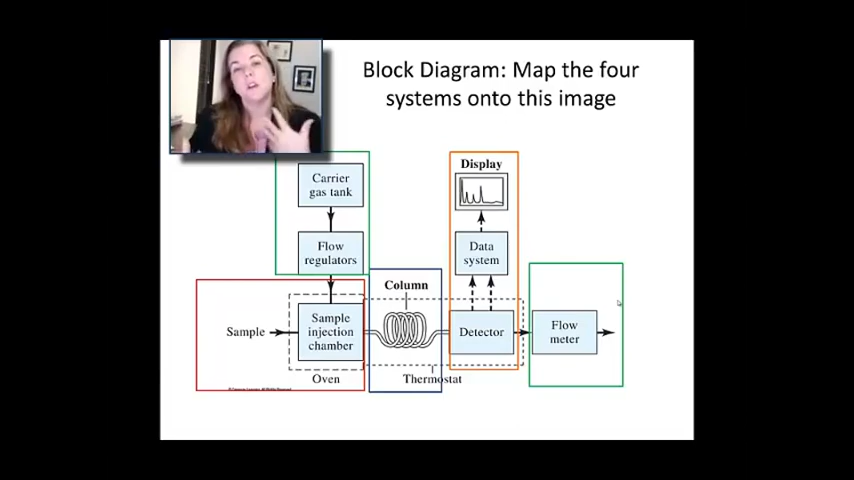 Block Diagram: Map the four
systems onto this image
Carrier
gas tank
Flow
regulators
Display
Data
system
Column
Sample
Sample
injection
chamber
Detector
Flow
meter
Oven
Thermostat